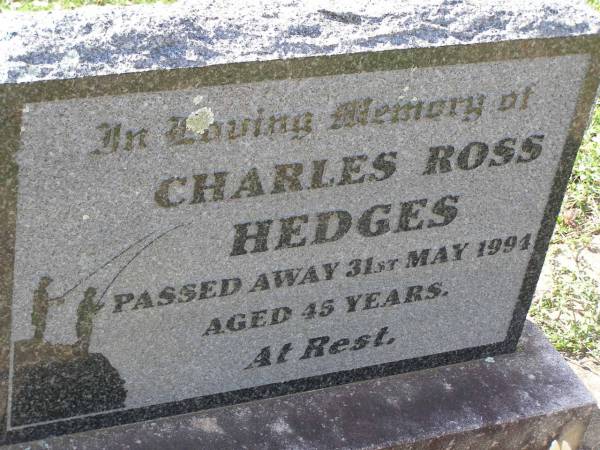 In Loving Memory of
CHARLES ROSS
HEDGES
PASSED AWAY 31ST MAY 1994
AGED 45 YEARS.
At Rest.